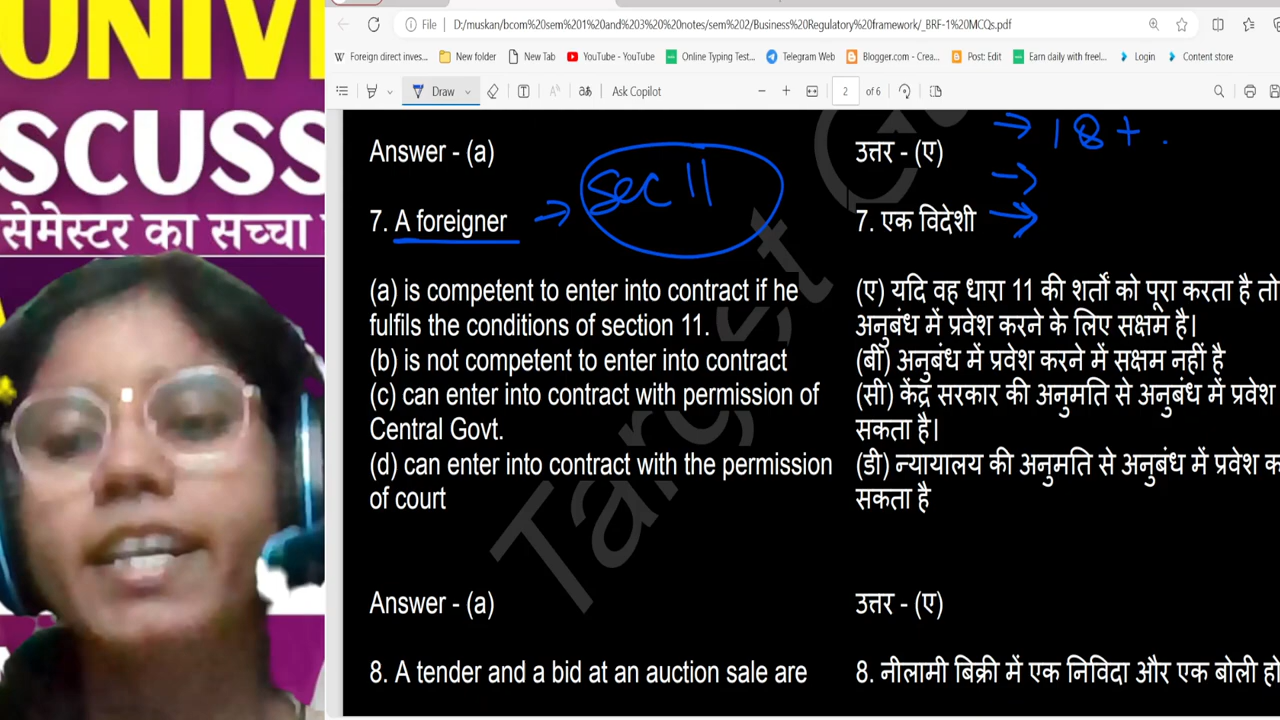 UNIV
SCUSS
सेमेस्टर का सच्चा
File D:/muskan/bcom%20sem%201%20and%203%20%20notes/sem%202/Business%20Regulatory%20framework/_BRF-1%20MCQs.pdf
Foreign direct inves... New folder New Tab YouTube - YouTube Online Typing Test... Telegram Web Blogger.com - Crea... Post: Edit Earn daily with freel... Login Content store
Draw Ask Copilot 2 of 6
Answer - (a)
7. A foreigner → sec 11
(a) is competent to enter into contract if he
fulfils the conditions of section 11.
(b) is not competent to enter into contract
(c) can enter into contract with permission of
Central Govt.
(d) can enter into contract with the permission
of court
Answer - (a)
8. A tender and a bid at an auction sale are
→ 18+.
उत्तर - (ए) →
7. एक विदेशी →
(ए) यदि वह धारा 11 की शर्तों को पूरा करता है तो
अनुबंध में प्रवेश करने के लिए सक्षम है।
(बी) अनुबंध में प्रवेश करने में सक्षम नहीं है
(सी) केंद्र सरकार की अनुमति से अनुबंध में प्रवेश
सकता है।
(डी) न्यायालय की अनुमति से अनुबंध में प्रवेश क
सकता है
उत्तर - (ए)
8. नीलामी बिक्री में एक निविदा और एक बोली हो
Target